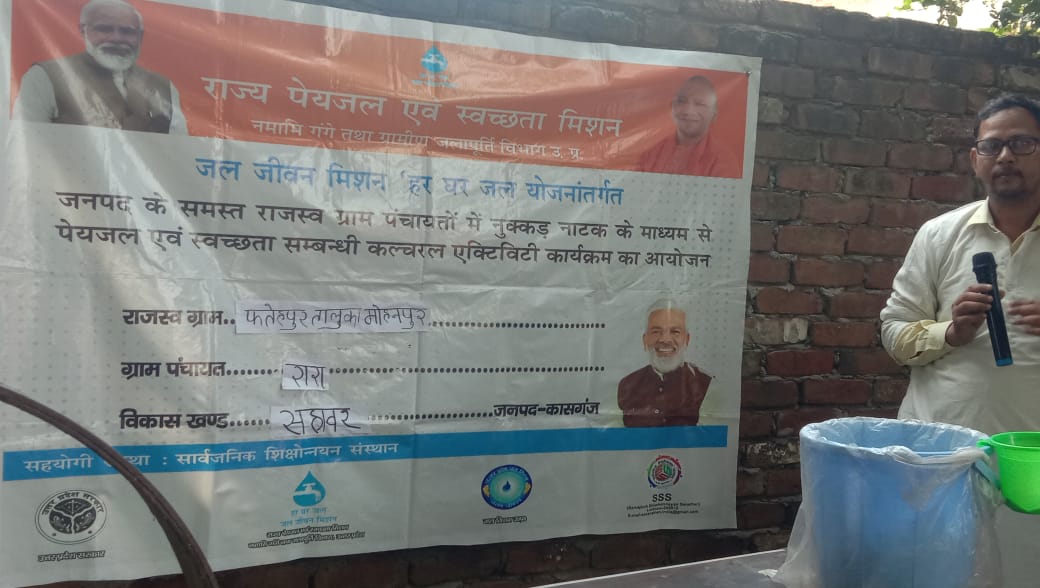 राज्य पेयजल एवं स्वच्छता मिशन
नमामि गंगे तथा ग्रामीण जलापूर्ति विभाग उ. प्र.
जल जीवन मिशन 'हर घर जल योजनांतर्गत
जनपद के समस्त राजस्व ग्राम पंचायतों में नुक्कड़ नाटक के माध्यम से
पेयजल एवं स्वच्छता सम्बन्धी कल्चरल एक्टिविटी कार्यक्रम का आयोजन
राजस्व ग्राम..फतेहपुर तालुका मोहनपुर
ग्राम पंचायत.......रारा
विकास खण्ड.....सहावर.....जनपद-कासगंज
सहयोगी : सार्वजनिक शिक्षोन्नयन संस्थान
उत्तर प्रदेश सरकार
हर घर जल
जल जीवन मिशन
SSS